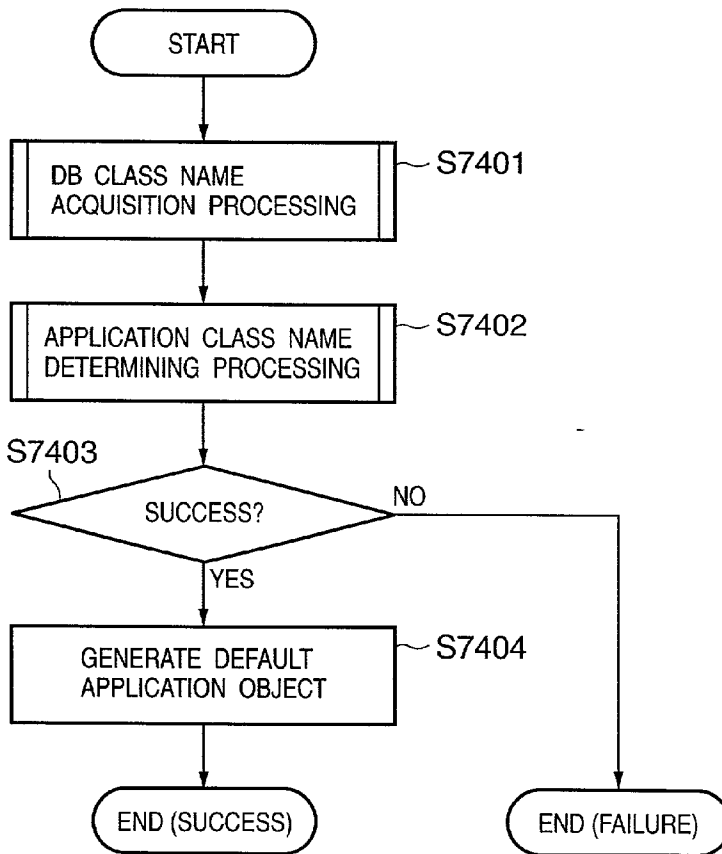 START
DB CLASS NAME
ACQUISITION PROCESSING
S7401
APPLICATION CLASS NAME
DETERMINING PROCESSING
S7402
S7403
SUCCESS?
NO
YES
GENERATE DEFAULT
APPLICATION OBJECT
S7404
END (SUCCESS)
END (FAILURE)